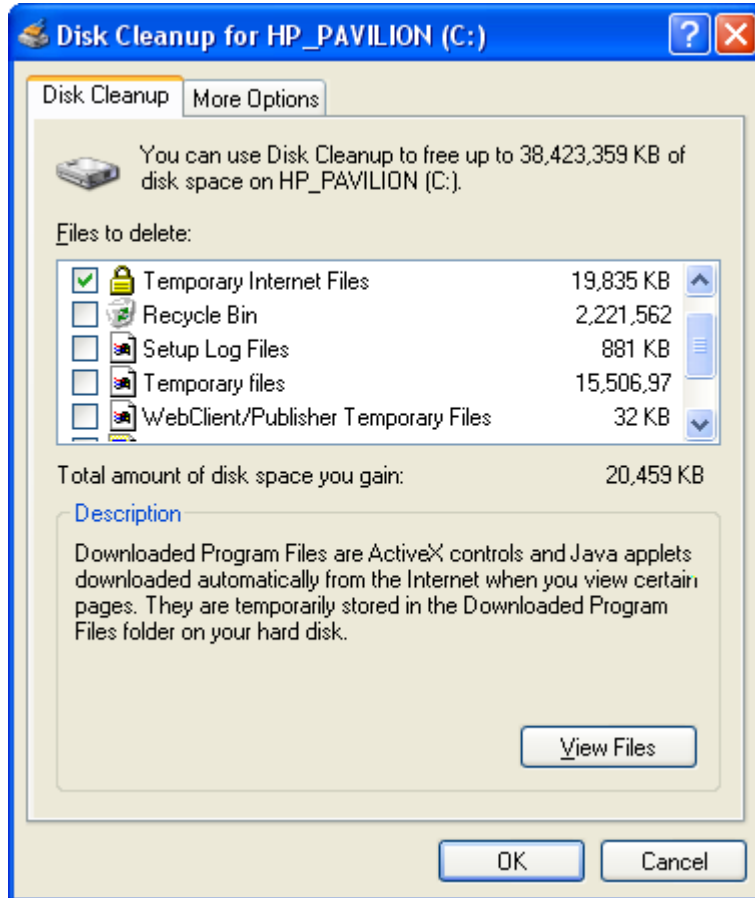 Disk Cleanup for HP_PAVILION (C:)
Disk Cleanup More Options
You can use Disk Cleanup to free up to 38,423,359 KB of
disk space on HP_PAVILION (C:).
Files to delete:
Temporary Internet Files 19,835 KB
Recycle Bin 2,221,562
Setup Log Files 881 KB
Temporary files 15,506,97
WebClient/Publisher Temporary Files 32 KB
Total amount of disk space you gain: 20,459 KB
Description
Downloaded Program Files are ActiveX controls and Java applets
downloaded automatically from the Internet when you view certain
pages. They are temporarily stored in the Downloaded Program
Files folder on your hard disk.
View Files
OK Cancel